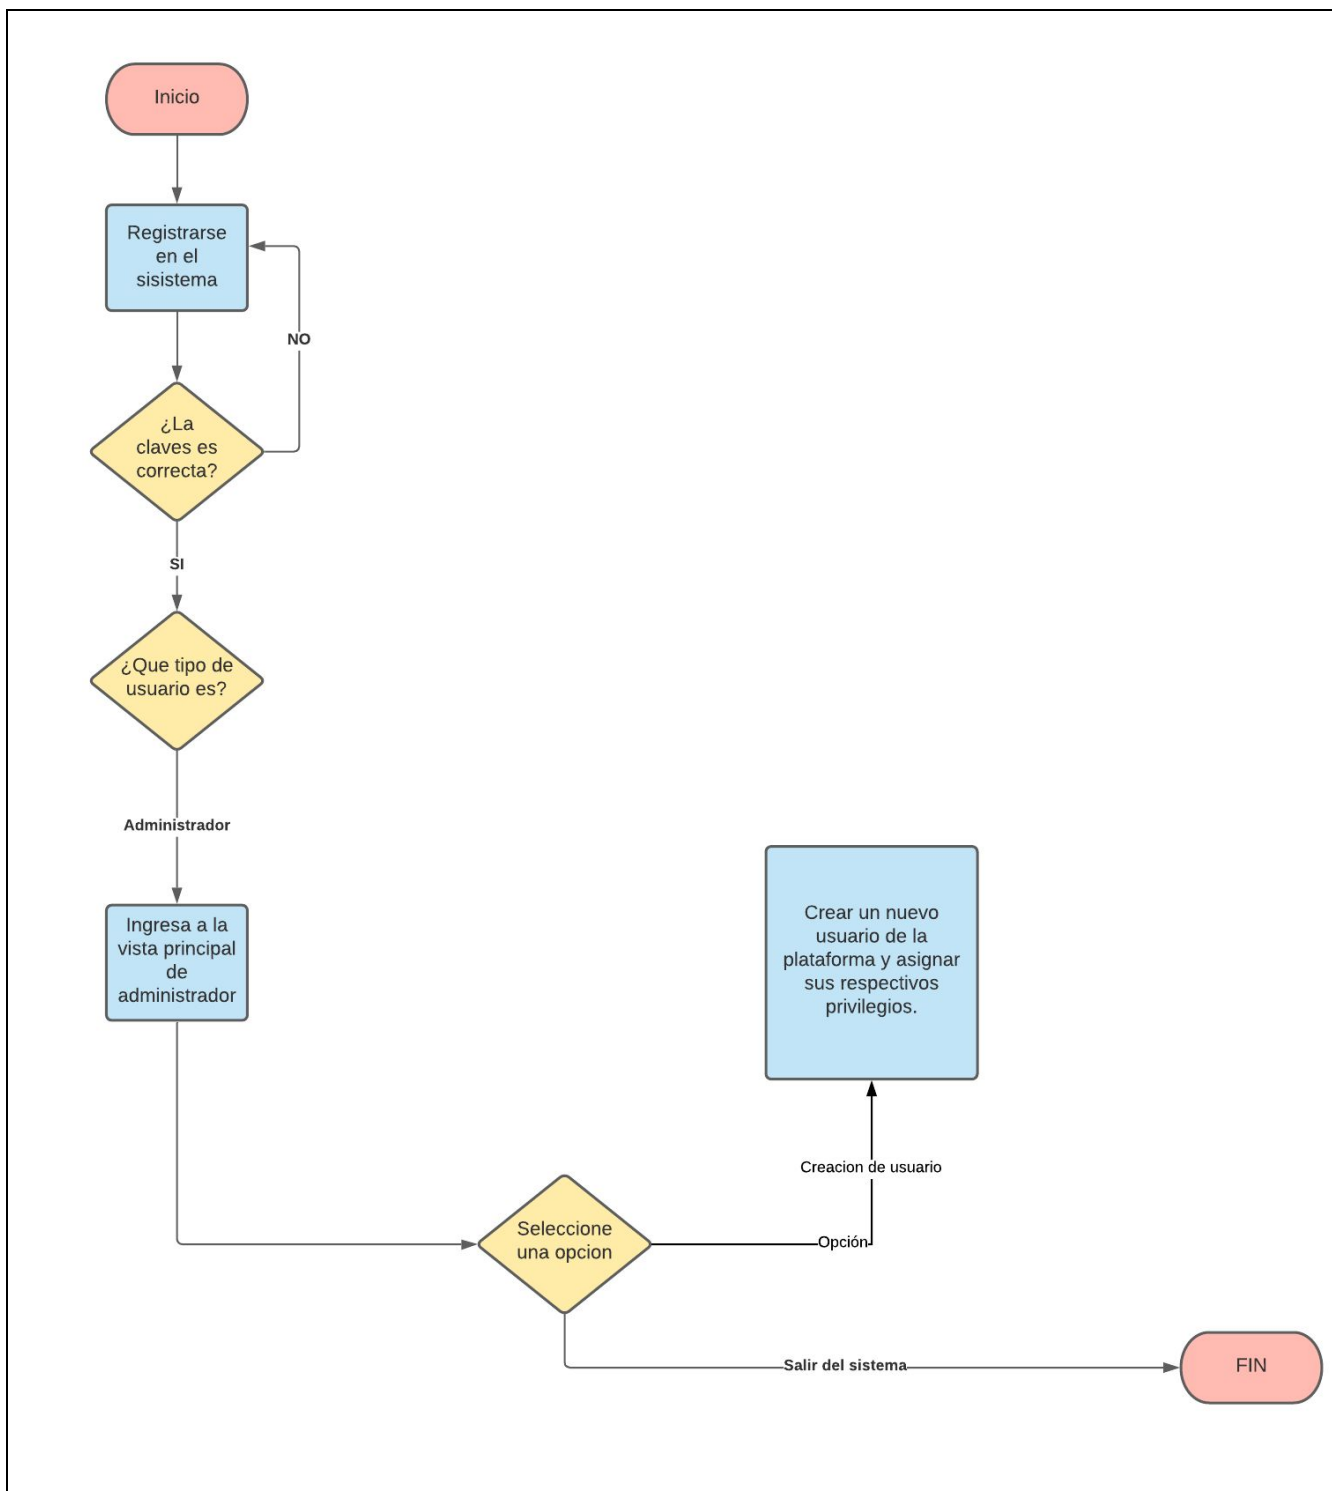 Inicio
Registrarse
en el
sisistema
NO
¿La
claves es
correcta?
SI
¿Que tipo de
usuario es?
Administrador
Ingresa a la
vista principal
de
administrador
Crear un nuevo
usuario de la
plataforma y asignar
sus respectivos
privilegios.
Creacion de usuario
Seleccione
una opcion
Opción
Salir del sistema
FIN